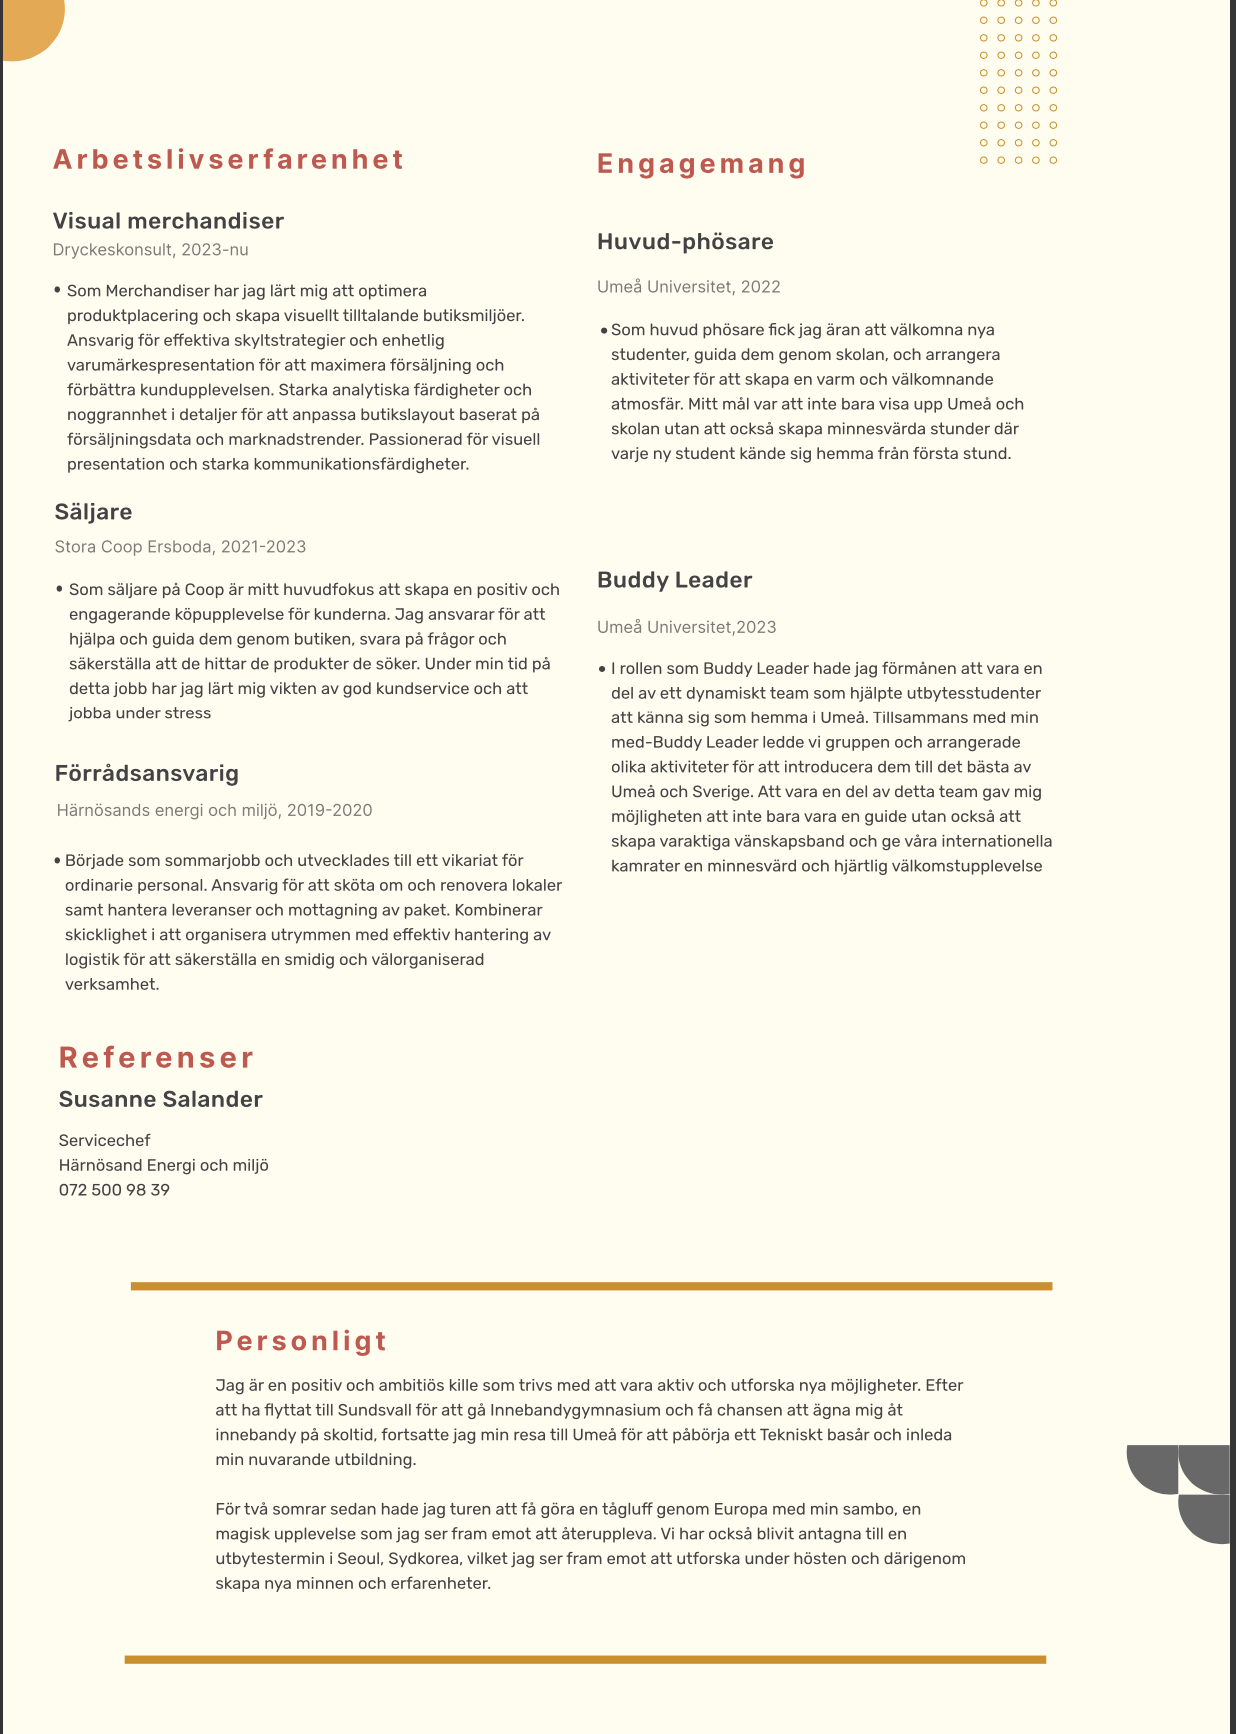 Arbetslivserfarenhet
Visual merchandiser
Dryckeskonsult, 2023-nu
• Som Merchandiser har jag lärt mig att optimera
produktplacering och skapa visuellt tilltalande butiksmiljöer.
Ansvarig för effektiva skyltstrategier och enhetlig
varumärkespresentation för att maximera försäljning och
förbättra kundupplevelsen. Starka analytiska färdigheter och
noggrannhet i detaljer för att anpassa butikslayout baserat på
försäljningsdata och marknadstrender. Passionerad för visuell
presentation och starka kommunikationsfärdigheter.
Säljare
Stora Coop Ersboda, 2021-2023
• Som säljare på Coop är mitt huvudfokus att skapa en positiv och
engagerande köpupplevelse för kunderna. Jag ansvarar för att
hjälpa och guida dem genom butiken, svara på frågor och
säkerställa att de hittar de produkter de söker. Under min tid på
detta jobb har jag lärt mig vikten av god kundservice och att
jobba under stress
Förrådsansvarig
Härnösands energi och miljö, 2019-2020
• Började som sommarjobb och utvecklades till ett vikariat för
ordinarie personal. Ansvarig för att sköta om och renovera lokaler
samt hantera leveranser och mottagning av paket. Kombinerar
skicklighet i att organisera utrymmen med effektiv hantering av
logistik för att säkerställa en smidig och välorganiserad
verksamhet.
Referenser
Susanne Salander
Servicechef
Härnösand Energi och miljö
072 500 98 39
Engagemang
Huvud-phösare
Umeå Universitet, 2022
• Som huvud phösare fick jag äran att välkomna nya
studenter, guida dem genom skolan, och arrangera
aktiviteter för att skapa en varm och välkomnande
atmosfär. Mitt mål var att inte bara visa upp Umeå och
skolan utan att också skapa minnesvärda stunder där
varje ny student kände sig hemma från första stund.
Buddy Leader
Umeå Universitet,2023
• I rollen som Buddy Leader hade jag förmånen att vara en
del av ett dynamiskt team som hjälpte utbytesstudenter
att känna sig som hemma i Umeå. Tillsammans med min
med-Buddy Leader ledde vi gruppen och arrangerade
olika aktiviteter för att introducera dem till det bästa av
Umeå och Sverige. Att vara en del av detta team gav mig
möjligheten att inte bara vara en guide utan också att
skapa varaktiga vänskapsband och ge våra internationella
kamrater en minnesvärd och hjärtlig välkomstupplevelse
Personligt
Jag är en positiv och ambitiös kille som trivs med att vara aktiv och utforska nya möjligheter. Efter
att ha flyttat till Sundsvall för att gå Innebandygymnasium och få chansen att ägna mig åt
innebandy på skoltid, fortsatte jag min resa till Umeå för att påbörja ett Tekniskt basår och inleda
min nuvarande utbildning.
För två somrar sedan hade jag turen att få göra en tågluff genom Europa med min sambo, en
magisk upplevelse som jag ser fram emot att återuppleva. Vi har också blivit antagna till en
utbytestermin i Seoul, Sydkorea, vilket jag ser fram emot att utforska under hösten och därigenom
skapa nya minnen och erfarenheter.